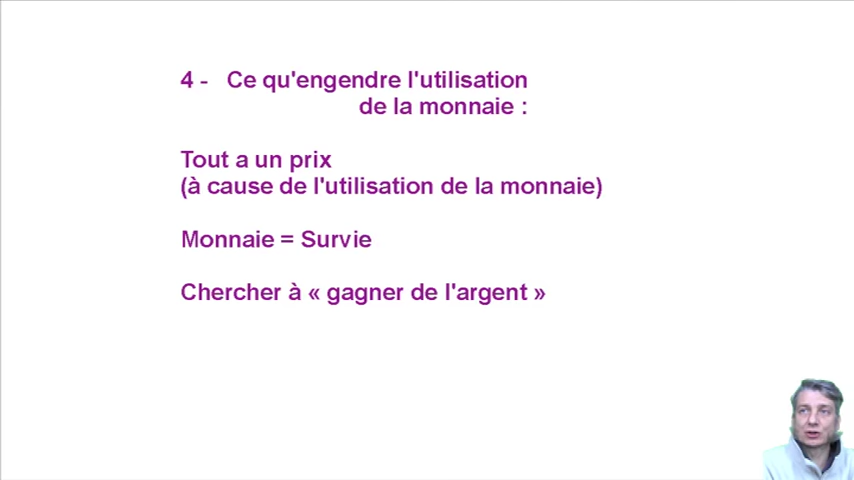 4 - Ce qu'engendre l'utilisation
de la monnaie :
Tout a un prix
(à cause de l'utilisation de la monnaie)
Monnaie = Survie
Chercher à « gagner de l'argent »